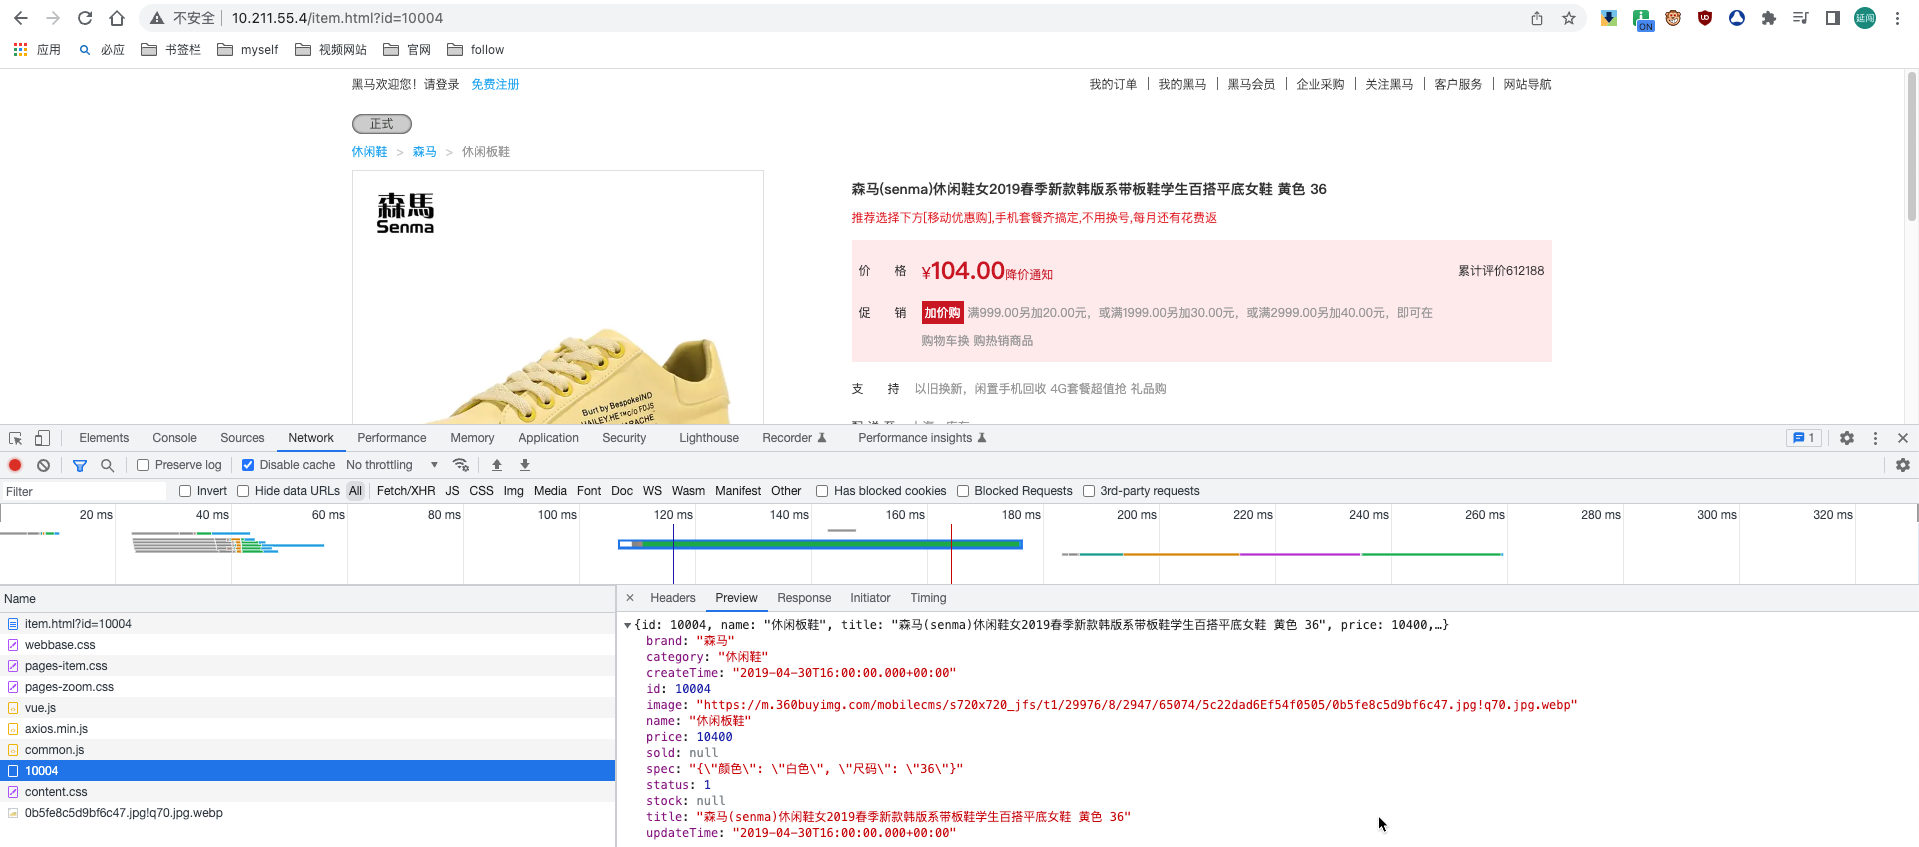 不安全 10.211.55.4/item.html?id=10004
ON
UD
延闯
应用 必应 书签栏 myself 视频网站 官网 follow
黑马欢迎您！请登录 免费注册
我的订单 我的黑马 黑马会员 企业采购 关注黑马 客户服务 网站导航
正式
休闲鞋 > 森马 > 休闲板鞋
森馬
Senma
森马(senma)休闲鞋女2019春季新款韩版系带板鞋学生百搭平底女鞋 黄色 36
推荐选择下方[移动优惠购],手机套餐齐搞定,不用换号,每月还有花费返
价 格 ¥104.00降价通知 累计评价612188
促 销 加价购 满999.00另加20.00元，或满1999.00另加30.00元，或满2999.00另加40.00元，即可在
购物车换 购热销商品
支 持 以旧换新，闲置手机回收 4G套餐超值抢 礼品购
Burt by BespokeIND
Elements Console Sources Network Performance Memory Application Security Lighthouse Recorder Performance insights 1
Preserve log Disable cache No throttling
Filter Invert Hide data URLs All Fetch/XHR JS CSS Img Media Font Doc WS Wasm Manifest Other Has blocked cookies Blocked Requests 3rd-party requests
20 ms 40 ms 60 ms 80 ms 100 ms 120 ms 140 ms 160 ms 180 ms 200 ms 220 ms 240 ms 260 ms 280 ms 300 ms 320 ms
Name
item.html?id=10004
webbase.css
pages-item.css
pages-zoom.css
vue.js
axios.min.js
common.js
10004
content.css
0b5fe8c5d9bf6c47.jpg!q70.jpg.webp
Headers Preview Response Initiator Timing
{id: 10004, name: "休闲板鞋", title: "森马(senma)休闲鞋女2019春季新款韩版系带板鞋学生百搭平底女鞋 黄色 36", price: 10400,…}
brand: "森马"
category: "休闲鞋"
createTime: "2019-04-30T16:00:00.000+00:00"
id: 10004
image: "https://m.360buyimg.com/mobilecms/s720x720_jfs/t1/29976/8/2947/65074/5c22dad6Ef54f0505/0b5fe8c5d9bf6c47.jpg!q70.jpg.webp"
name: "休闲板鞋"
price: 10400
sold: null
spec: "{\"颜色\": \"白色\", \"尺码\": \"36\"}"
status: 1
stock: null
title: "森马(senma)休闲鞋女2019春季新款韩版系带板鞋学生百搭平底女鞋 黄色 36"
updateTime: "2019-04-30T16:00:00.000+00:00"